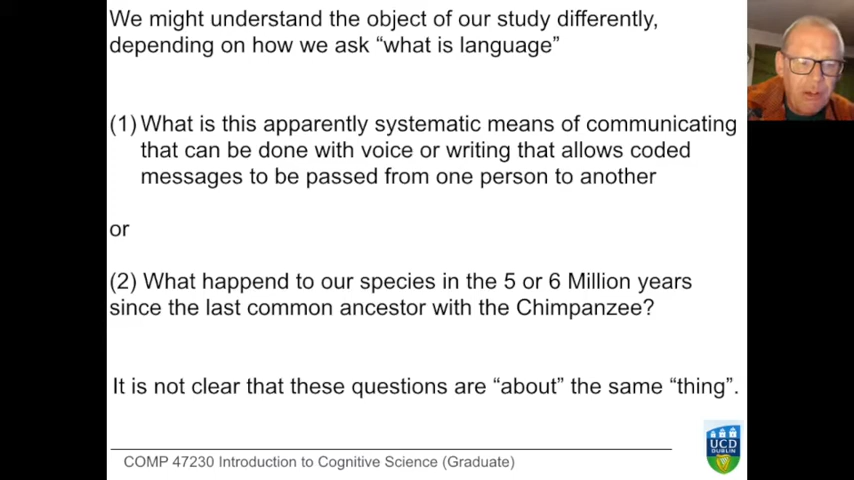 We might understand the object of our study differently,
depending on how we ask “what is language”
(1) What is this apparently systematic means of communicating
that can be done with voice or writing that allows coded
messages to be passed from one person to another
or
(2) What happend to our species in the 5 or 6 Million years
since the last common ancestor with the Chimpanzee?
It is not clear that these questions are “about” the same “thing”.
COMP 47230 Introduction to Cognitive Science (Graduate)
UCD
DUBLIN